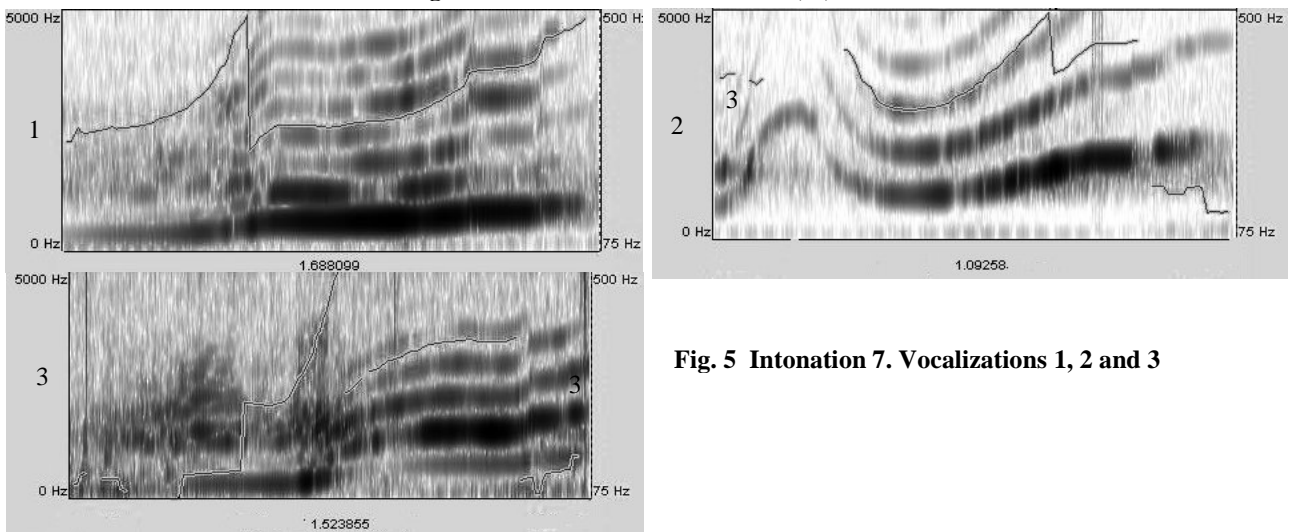 5000 Hz
500 Hz
1
0 Hz
75 Hz
1.688099
5000 Hz
500 Hz
3
2
0 Hz
75 Hz
1.09258
5000 Hz
500 Hz
3
3
0 Hz
75 Hz
1.523855
Fig. 5 Intonation 7. Vocalizations 1, 2 and 3